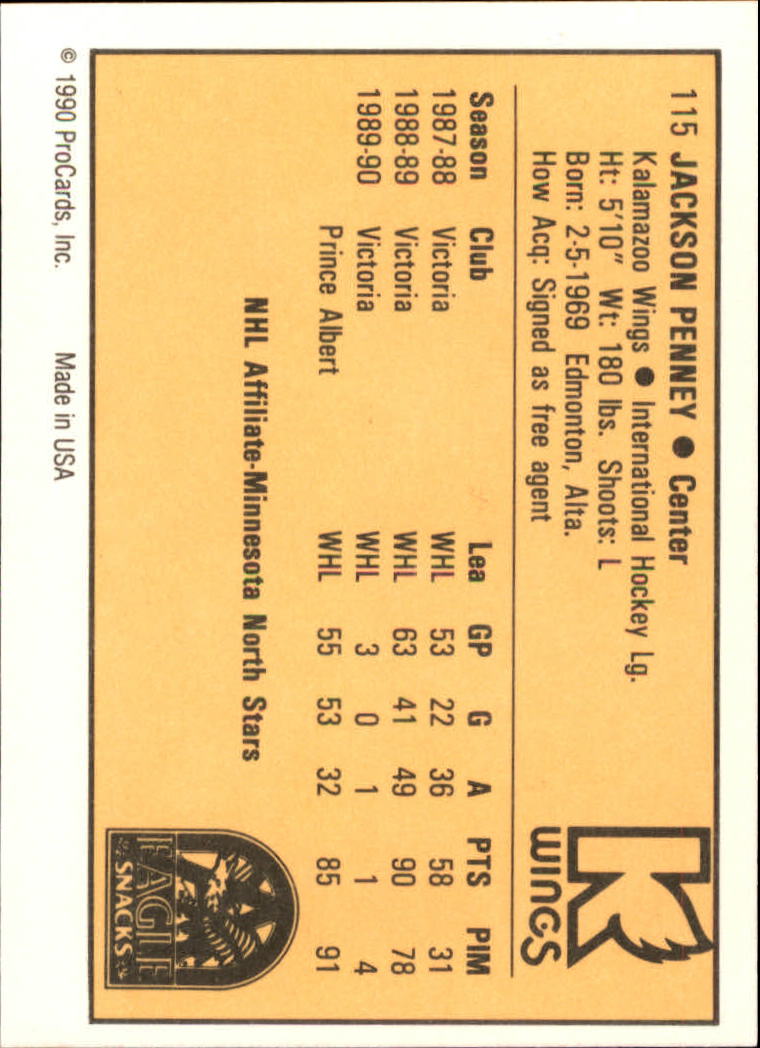 115 JACKSON PENNEY ● Center
Kalamazoo Wings ● International Hockey Lg.
Ht: 5'10" Wt: 180 lbs. Shoots: L
Born: 2-5-1969 Edmonton, Alta.
How Acq: Signed as free agent
K
WINGS
Season Club Lea GP G A PTS PIM
1987-88 Victoria WHL 53 22 36 58 31
1988-89 Victoria WHL 63 41 49 90 78
1989-90 Victoria WHL 3 0 1 1 4
Prince Albert WHL 55 53 32 85 91
NHL Affiliate-Minnesota North Stars
EAGLE
SNACKS
© 1990 ProCards, Inc. Made in USA